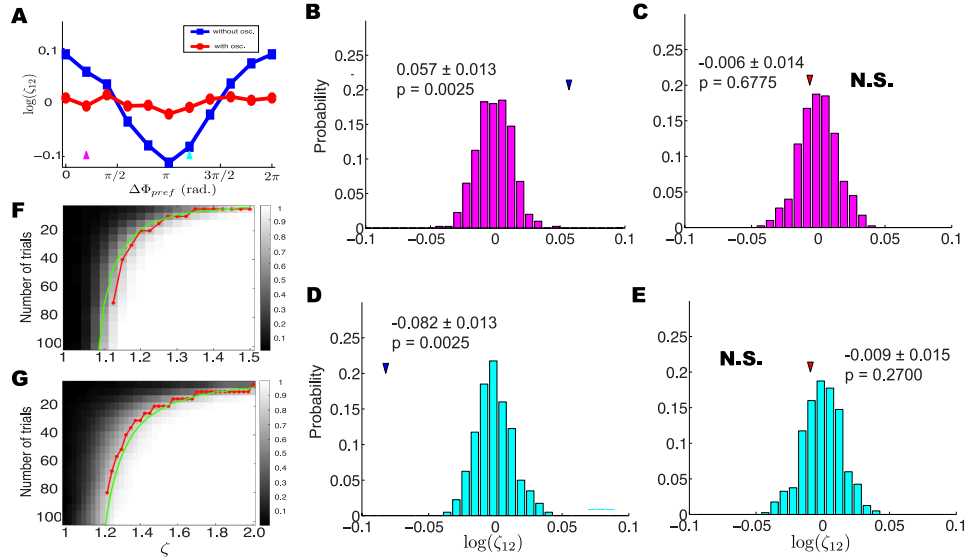 A
without osc.
with osc.
0.1
0
−0.1
log(ζ12)
0
π/2
π
3π/2
2π
ΔΦpref (rad.)
B
0.057 ± 0.013
p = 0.0025
Probability
0.2
0.15
0.1
0.05
0
−0.1
−0.05
0
0.05
0.1
C
-0.006 ± 0.014
p = 0.6775
N.S.
0.25
0.2
0.15
0.1
0.05
0
−0.1
−0.05
0
0.05
0.1
F
Number of trials
20
40
60
80
100
1
1.1
1.2
1.3
1.4
1.5
1
0.9
0.8
0.7
0.6
0.5
0.4
0.3
0.2
0.1
G
Number of trials
20
40
60
80
100
1.2
1.4
1.6
1.8
2.0
ζ
1
0.9
0.8
0.7
0.6
0.5
0.4
0.3
0.2
0.1
D
-0.082 ± 0.013
p = 0.0025
Probability
0.25
0.2
0.15
0.1
0.05
0
−0.1
−0.05
0
0.05
0.1
log(ζ12)
E
N.S.
-0.009 ± 0.015
p = 0.2700
0.25
0.2
0.15
0.1
0.05
0
−0.1
−0.05
0
0.05
0.1
log(ζ12)